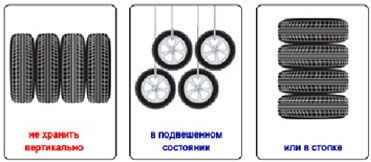 не хранить
вертикально
в подвешенном
состоянии
или в стопке